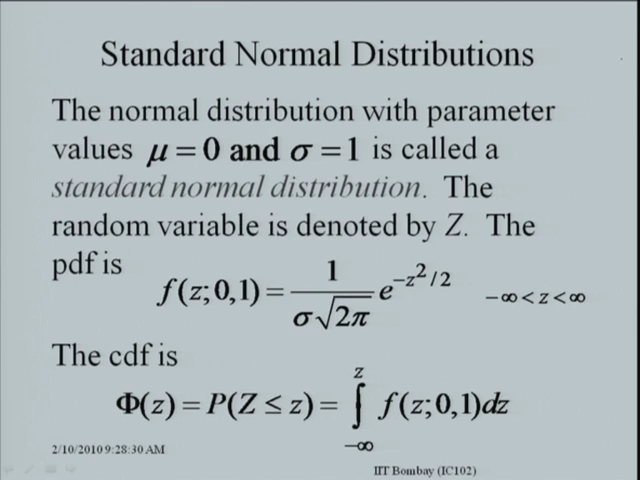 Standard Normal Distributions
The normal distribution with parameter
values μ = 0 and σ = 1 is called a
standard normal distribution. The
random variable is denoted by Z. The
pdf is f(z;0,1) = 1/(σ√2π) e^(−z²/2) −∞ < z < ∞
The cdf is
Φ(z) = P(Z ≤ z) = ∫_{−∞}^{z} f(z;0,1)dz
2/10/2010 9:28:30 AM
IIT Bombay (IC102)